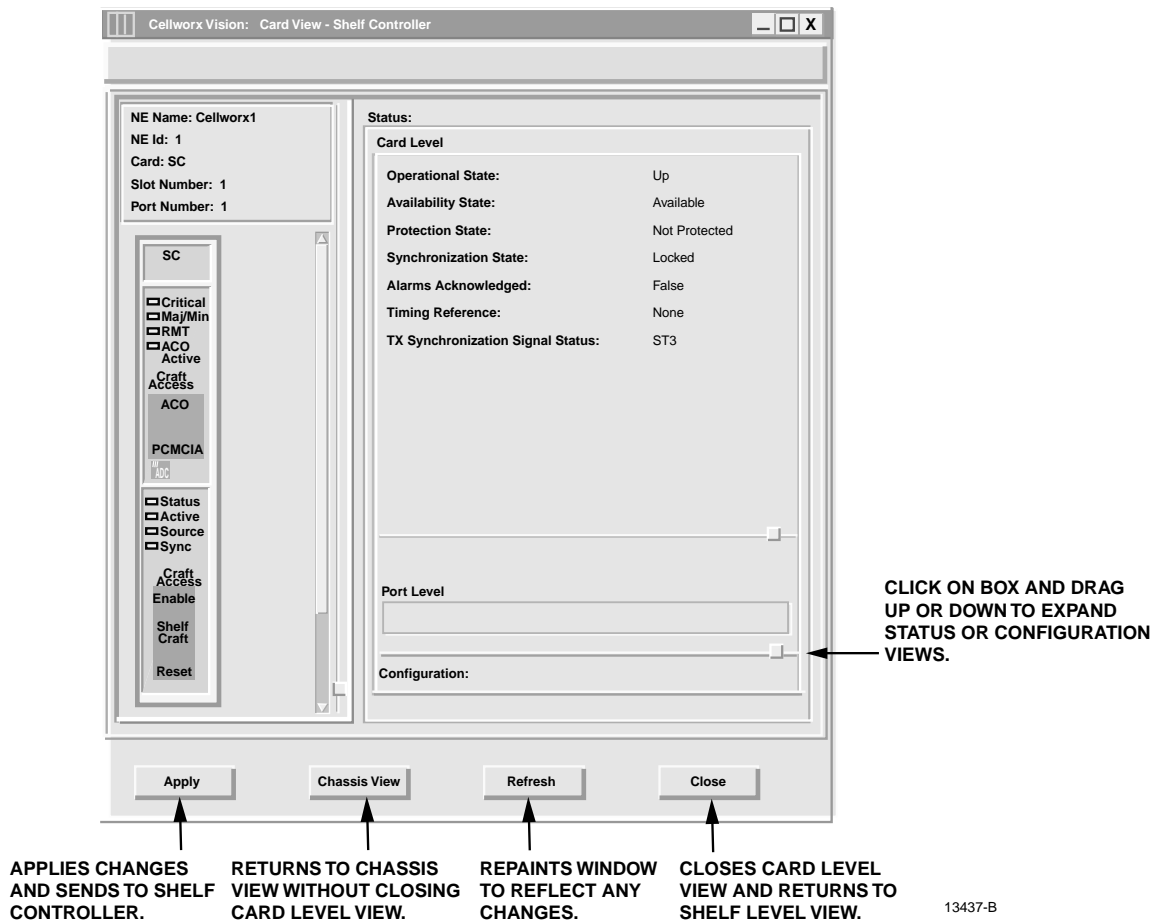 Cellworx Vision: Card View - Shelf Controller
X
NE Name: Cellworx1
NE Id: 1
Card: SC
Slot Number: 1
Port Number: 1
SC
Critical
Maj/Min
RMT
ACO
Active
Craft
Access
ACO
PCMCIA
ADC
Status
Active
Source
Sync
Craft
Access
Enable
Shelf
Craft
Reset
Status:
Card Level
Operational State: Up
Availability State: Available
Protection State: Not Protected
Synchronization State: Locked
Alarms Acknowledged: False
Timing Reference: None
TX Synchronization Signal Status: ST3
Port Level
Configuration:
CLICK ON BOX AND DRAG
UP OR DOWN TO EXPAND
STATUS OR CONFIGURATION
VIEWS.
Apply
Chassis View
Refresh
Close
APPLIES CHANGES
AND SENDS TO SHELF
CONTROLLER.
RETURNS TO CHASSIS
VIEW WITHOUT CLOSING
CARD LEVEL VIEW.
REPAINTS WINDOW
TO REFLECT ANY
CHANGES.
CLOSES CARD LEVEL
VIEW AND RETURNS TO
SHELF LEVEL VIEW.
13437-B